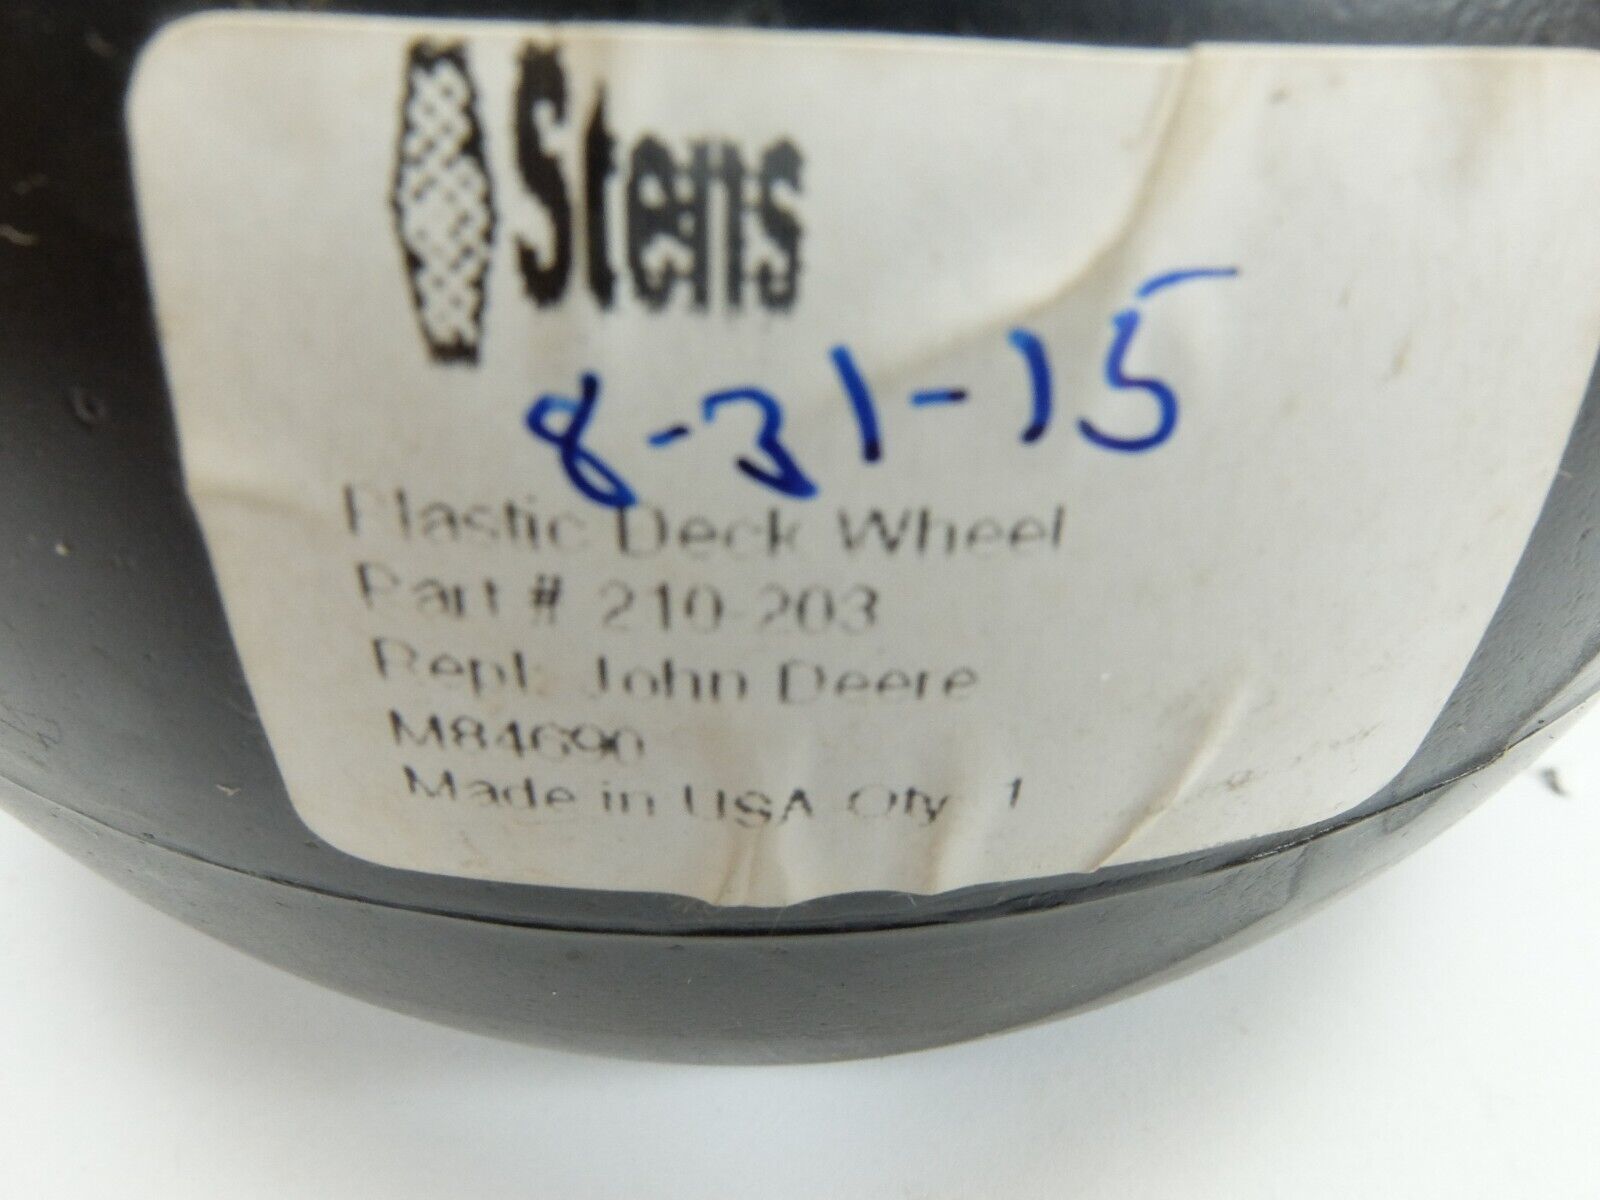 Stens
8-31-15
Plastic Deck Wheel
Part # 210-203
Repl: John Deere
M84690
Made in USA Qty: 1